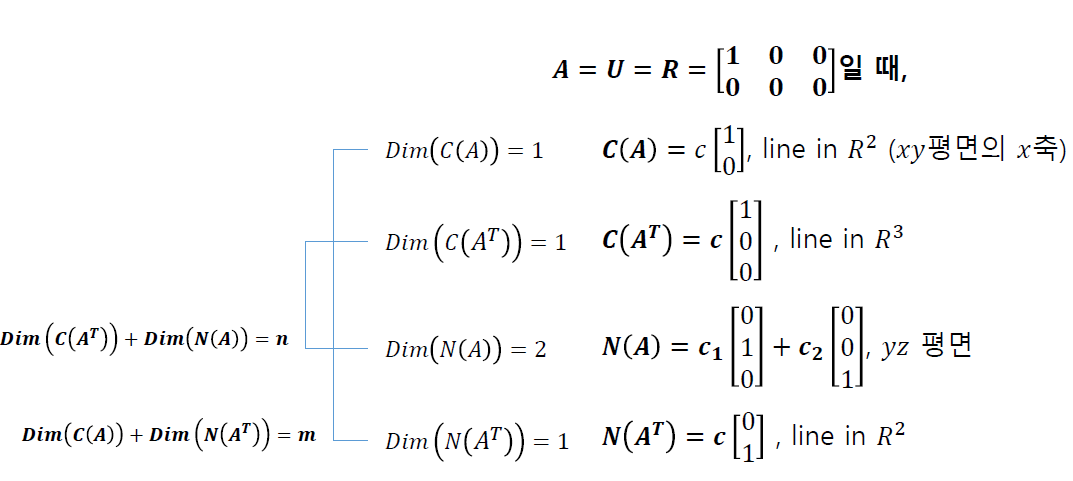 A = U = R = [1 0 0; 0 0 0]일 때,
Dim(C(A)) = 1 C(A) = c[1; 0], line in R² (xy평면의 x축)
Dim(C(Aᵀ)) = 1 C(Aᵀ) = c[1; 0; 0] , line in R³
Dim(C(Aᵀ)) + Dim(N(A)) = n
Dim(N(A)) = 2 N(A) = c₁[0; 1; 0] + c₂[0; 0; 1], yz 평면
Dim(C(A)) + Dim(N(Aᵀ)) = m
Dim(N(Aᵀ)) = 1 N(Aᵀ) = c[0; 1] , line in R²